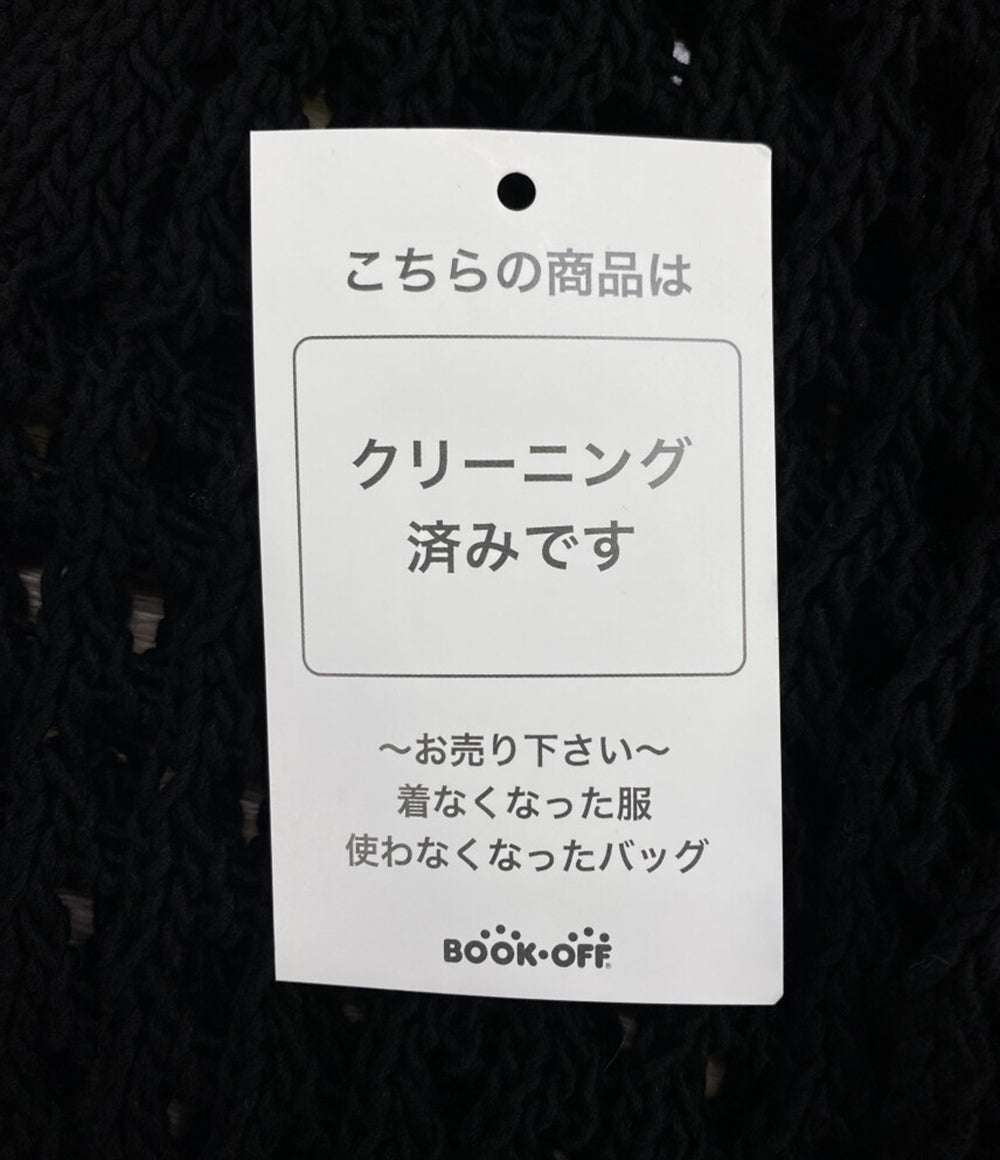 こちらの商品は
クリーニング
済みです
～お売り下さい～
着なくなった服
使わなくなったバッグ
BOOK・OFF®